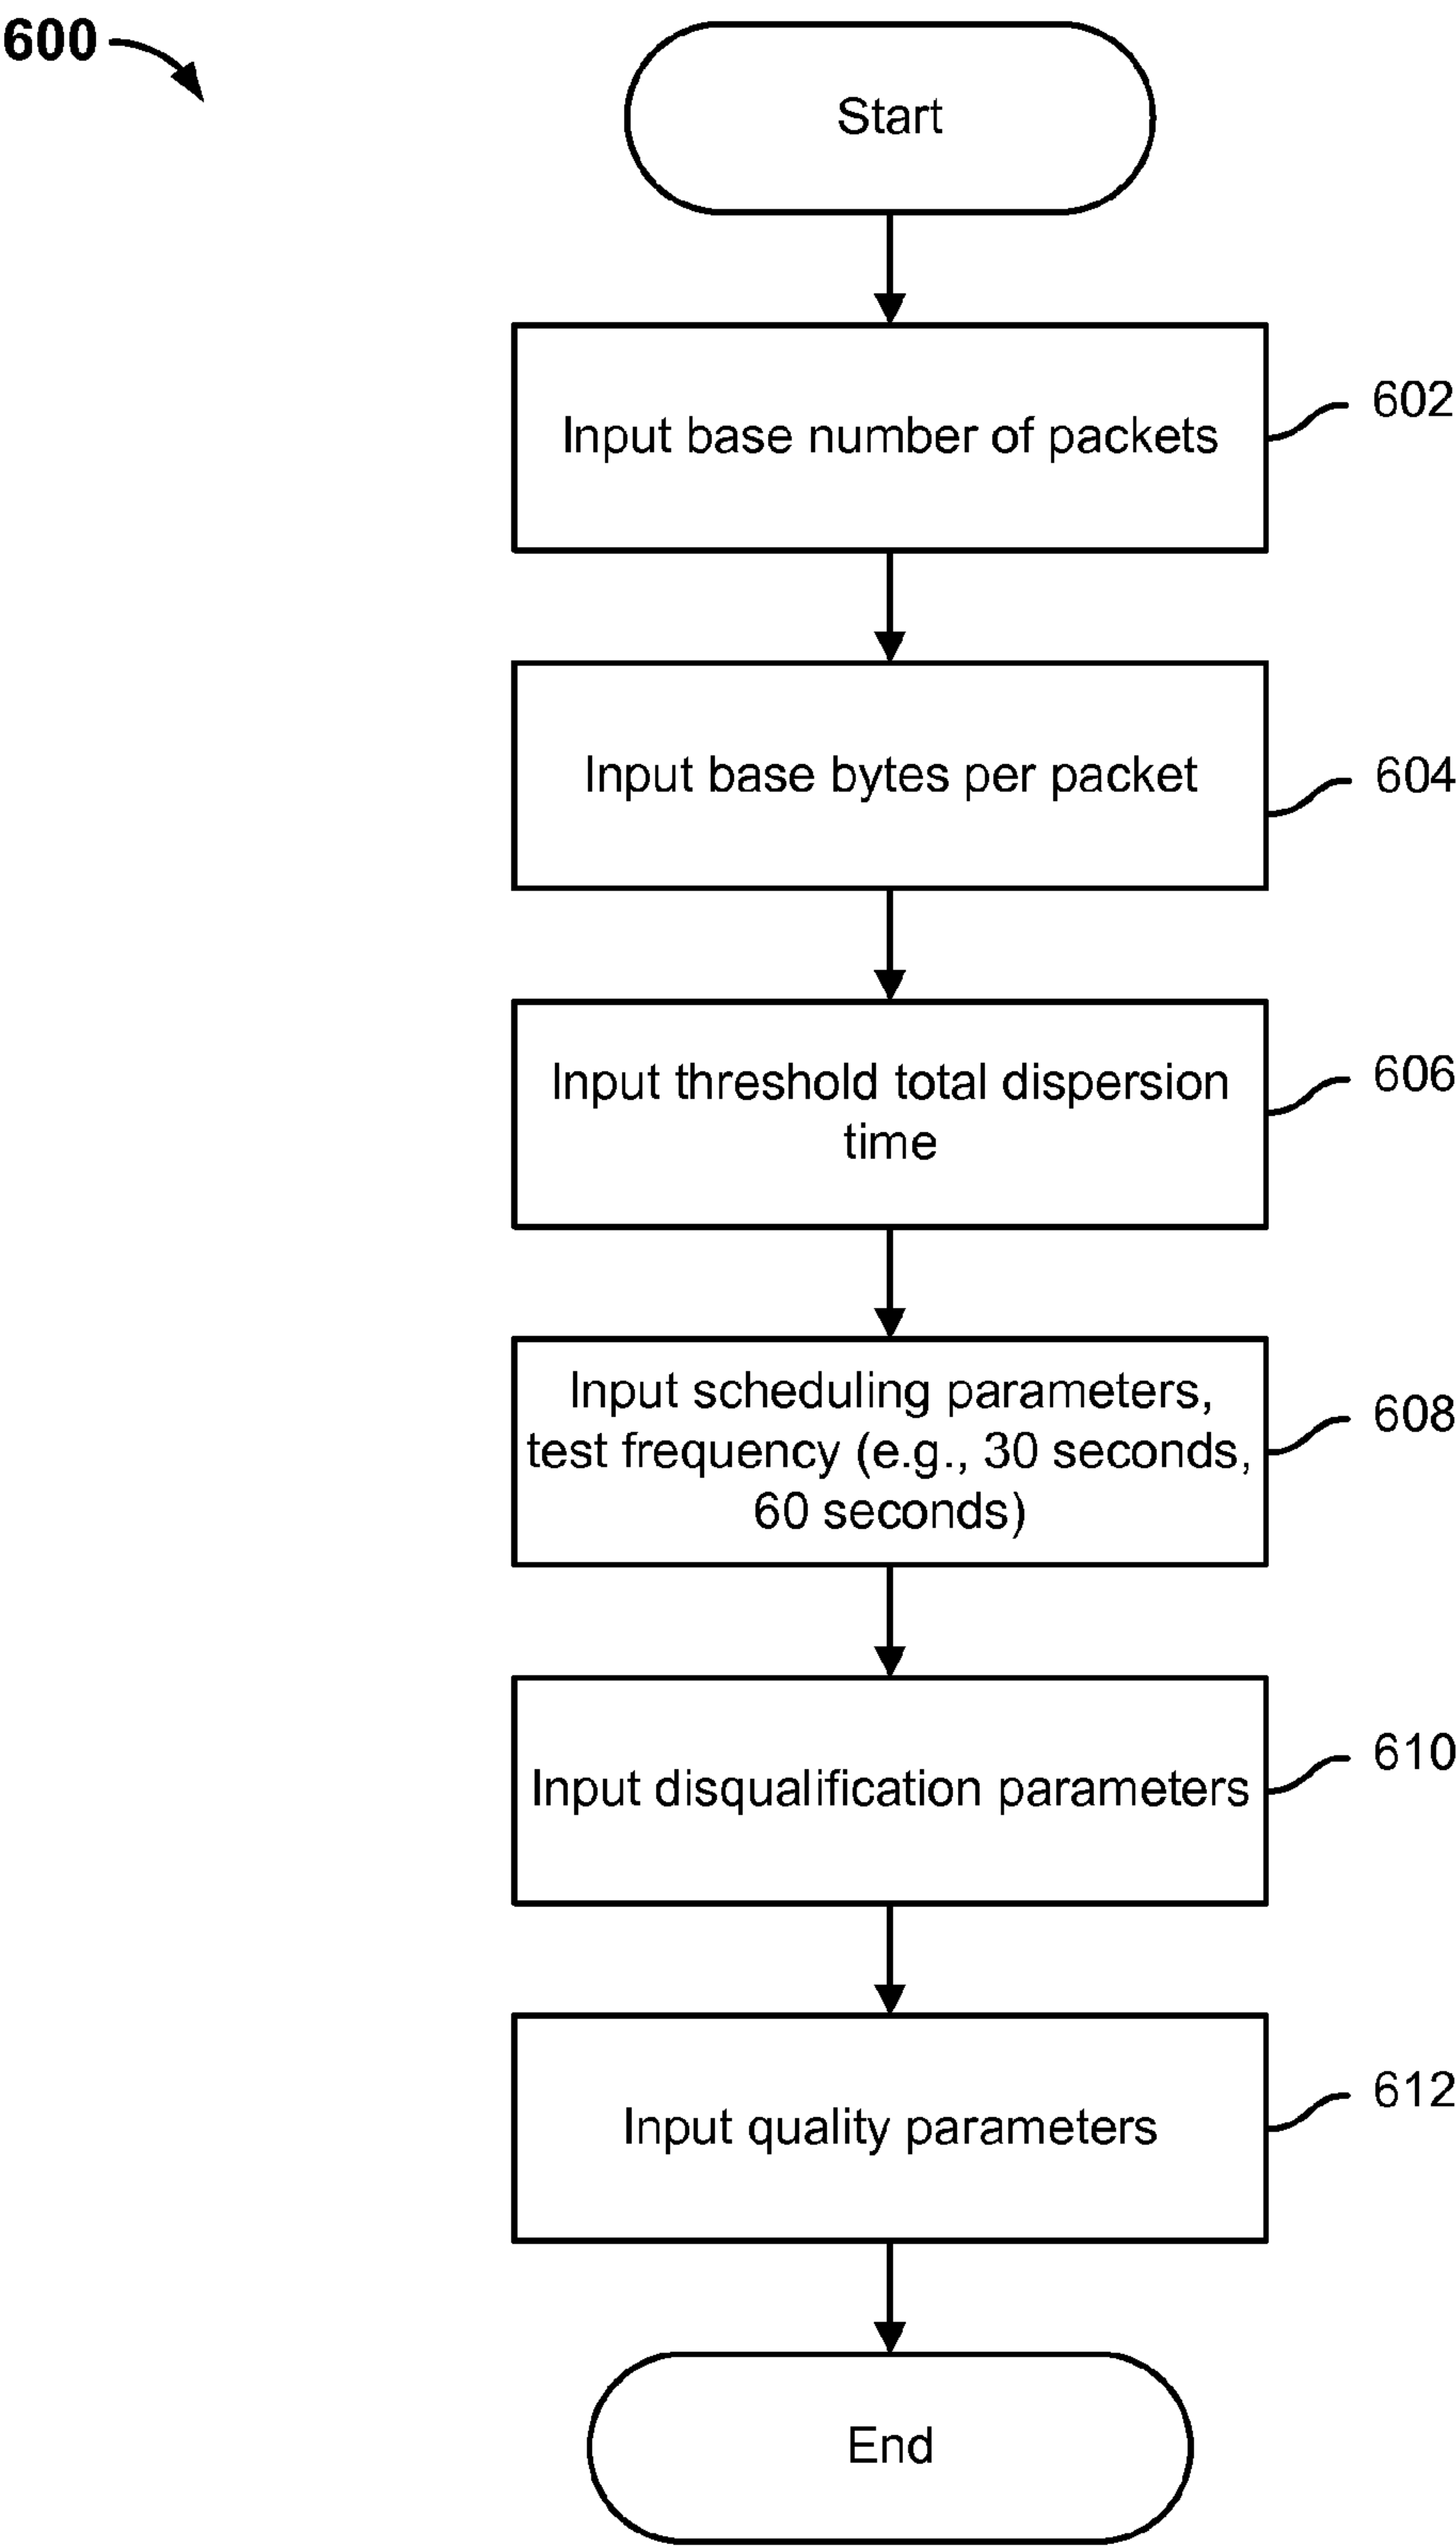 600
Start
Input base number of packets
602
Input base bytes per packet
604
Input threshold total dispersion
time
606
Input scheduling parameters,
test frequency (e.g., 30 seconds,
60 seconds)
608
Input disqualification parameters
610
Input quality parameters
612
End